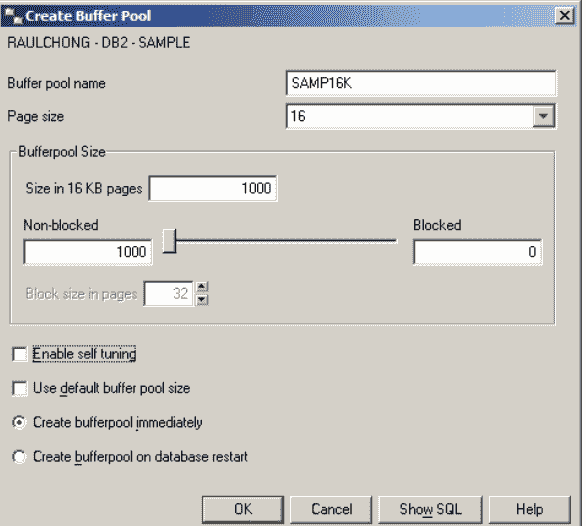 Create Buffer Pool
RAULCHONG - DB2 - SAMPLE
Buffer pool name SAMP16K
Page size 16
Bufferpool Size
Size in 16 KB pages 1000
Non-blocked Blocked
1000 0
Block size in pages 32
Enable self tuning
Use default buffer pool size
Create bufferpool immediately
Create bufferpool on database restart
OK Cancel Show SQL Help